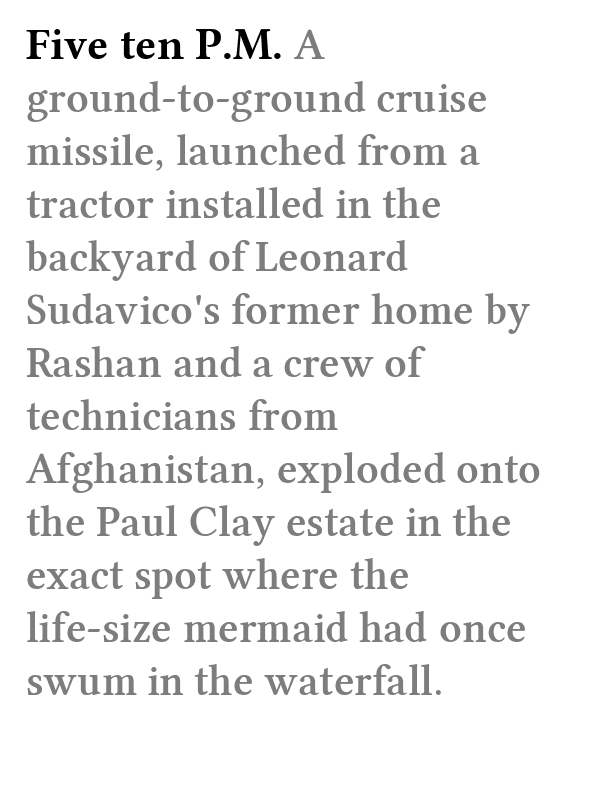 Five ten P.M. A
ground-to-ground cruise
missile, launched from a
tractor installed in the
backyard of Leonard
Sudavico's former home by
Rashan and a crew of
technicians from
Afghanistan, exploded onto
the Paul Clay estate in the
exact spot where the
life-size mermaid had once
swum in the waterfall.